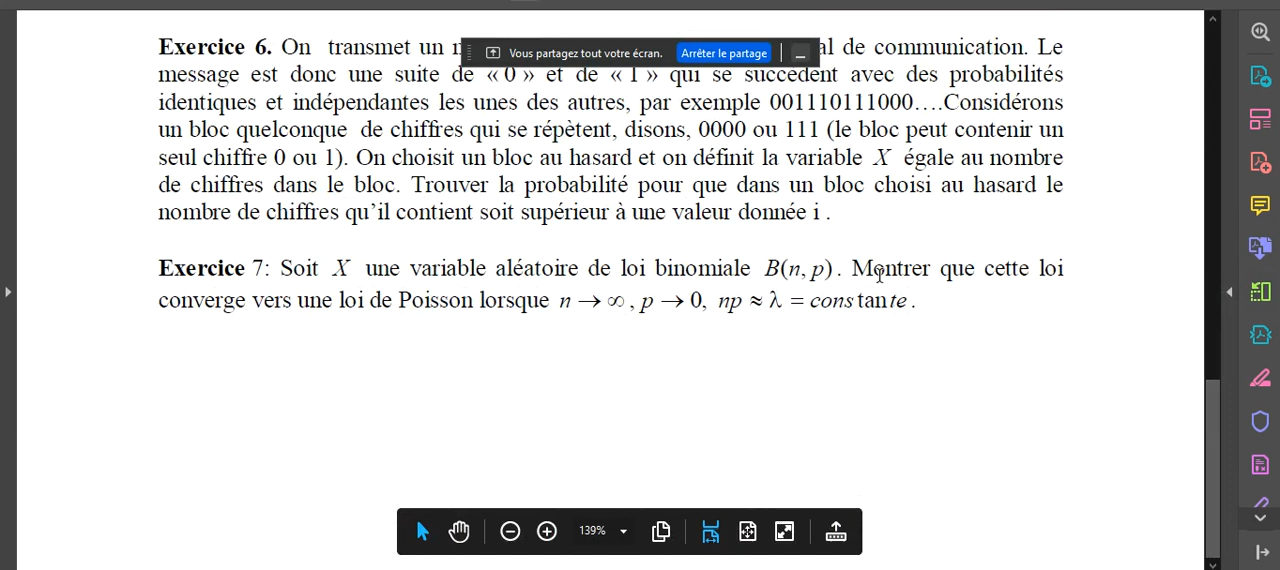 Exercice 6. On transmet un al de communication. Le
Vous partagez tout votre écran. Arrêter le partage
message est donc une suite de « 0 » et de « 1 » qui se succèdent avec des probabilités
identiques et indépendantes les unes des autres, par exemple 001110111000….Considérons
un bloc quelconque de chiffres qui se répètent, disons, 0000 ou 111 (le bloc peut contenir un
seul chiffre 0 ou 1). On choisit un bloc au hasard et on définit la variable X égale au nombre
de chiffres dans le bloc. Trouver la probabilité pour que dans un bloc choisi au hasard le
nombre de chiffres qu'il contient soit supérieur à une valeur donnée i .
Exercice 7: Soit X une variable aléatoire de loi binomiale B(n, p). Montrer que cette loi
converge vers une loi de Poisson lorsque n → ∞, p → 0, np ≈ λ = cons tan te.
139%